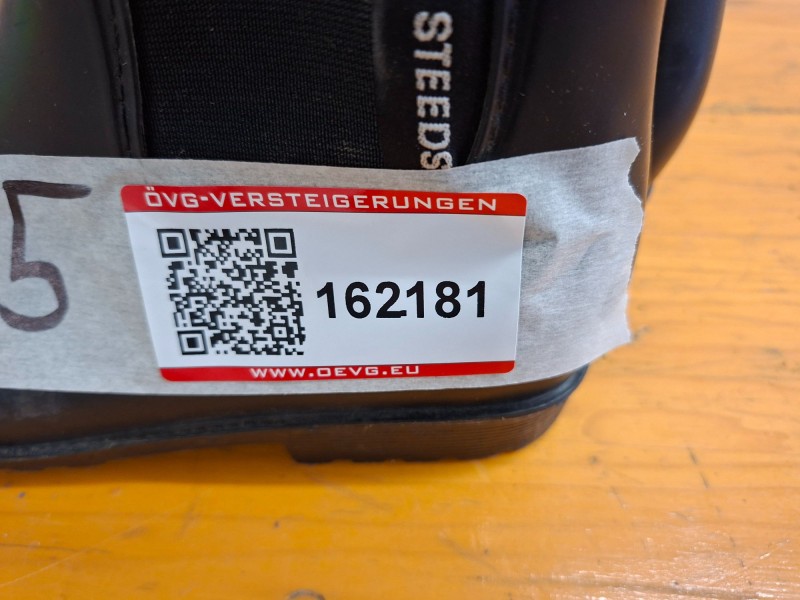 STEEDS
5
ÖVG-VERSTEIGERUNGEN
162181
WWW.OEVG.EU